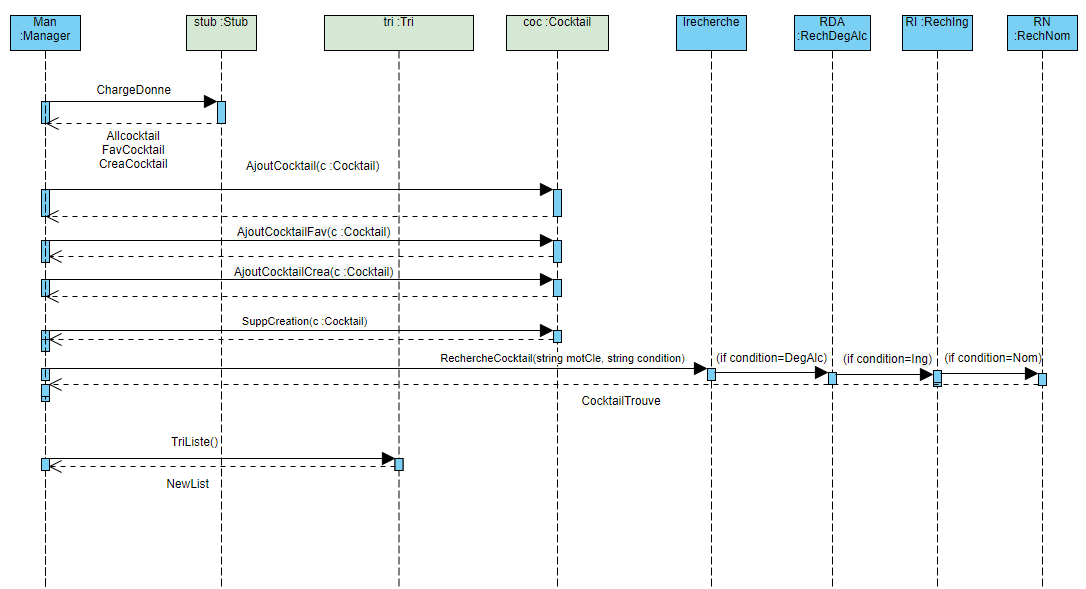 Man
:Manager
stub :Stub
tri :Tri
coc :Cocktail
Irecherche
RDA
:RechDegAlc
RI :RechIng
RN
:RechNom
ChargeDonne
Allcocktail
FavCocktail
CreaCocktail
AjoutCocktail(c :Cocktail)
AjoutCocktailFav(c :Cocktail)
AjoutCocktailCrea(c :Cocktail)
SuppCreation(c :Cocktail)
RechercheCocktail(string motCle, string condition)
(if condition=DegAlc)
(if condition=Ing)
(if condition=Nom)
CocktailTrouve
TriListe()
NewList